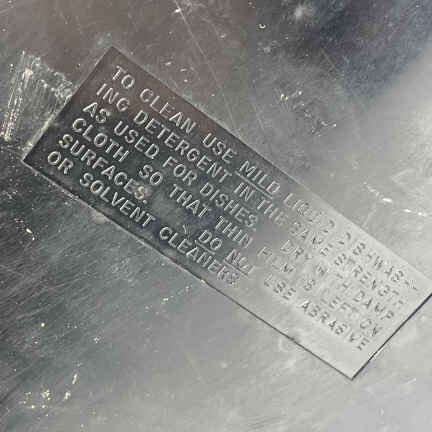 TO CLEAN USE MILD LIQUID DISHWASH-
ING DETERGENT IN THE SAME STRENGTH
AS USED FOR DISHES. DRY WITH DAMP
CLOTH SO THAT THIN FILM IS LEFT ON
SURFACES. - DO NOT USE ABRASIVE
OR SOLVENT CLEANERS.